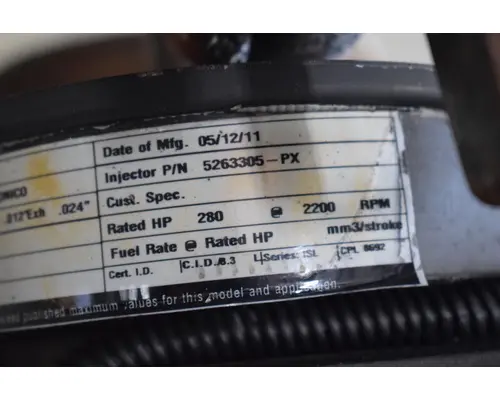 Date of Mfg. 05/12/11
Injector P/N 5263305-PX
.012"Exh .024"
Cust. Spec.
Rated HP 280 @ 2200 RPM
Fuel Rate @ Rated HP mm3/stroke
Cert. I.D. C.I.D./8.3 L Series: ISL CPL 8692
published maximum values for this model and application.